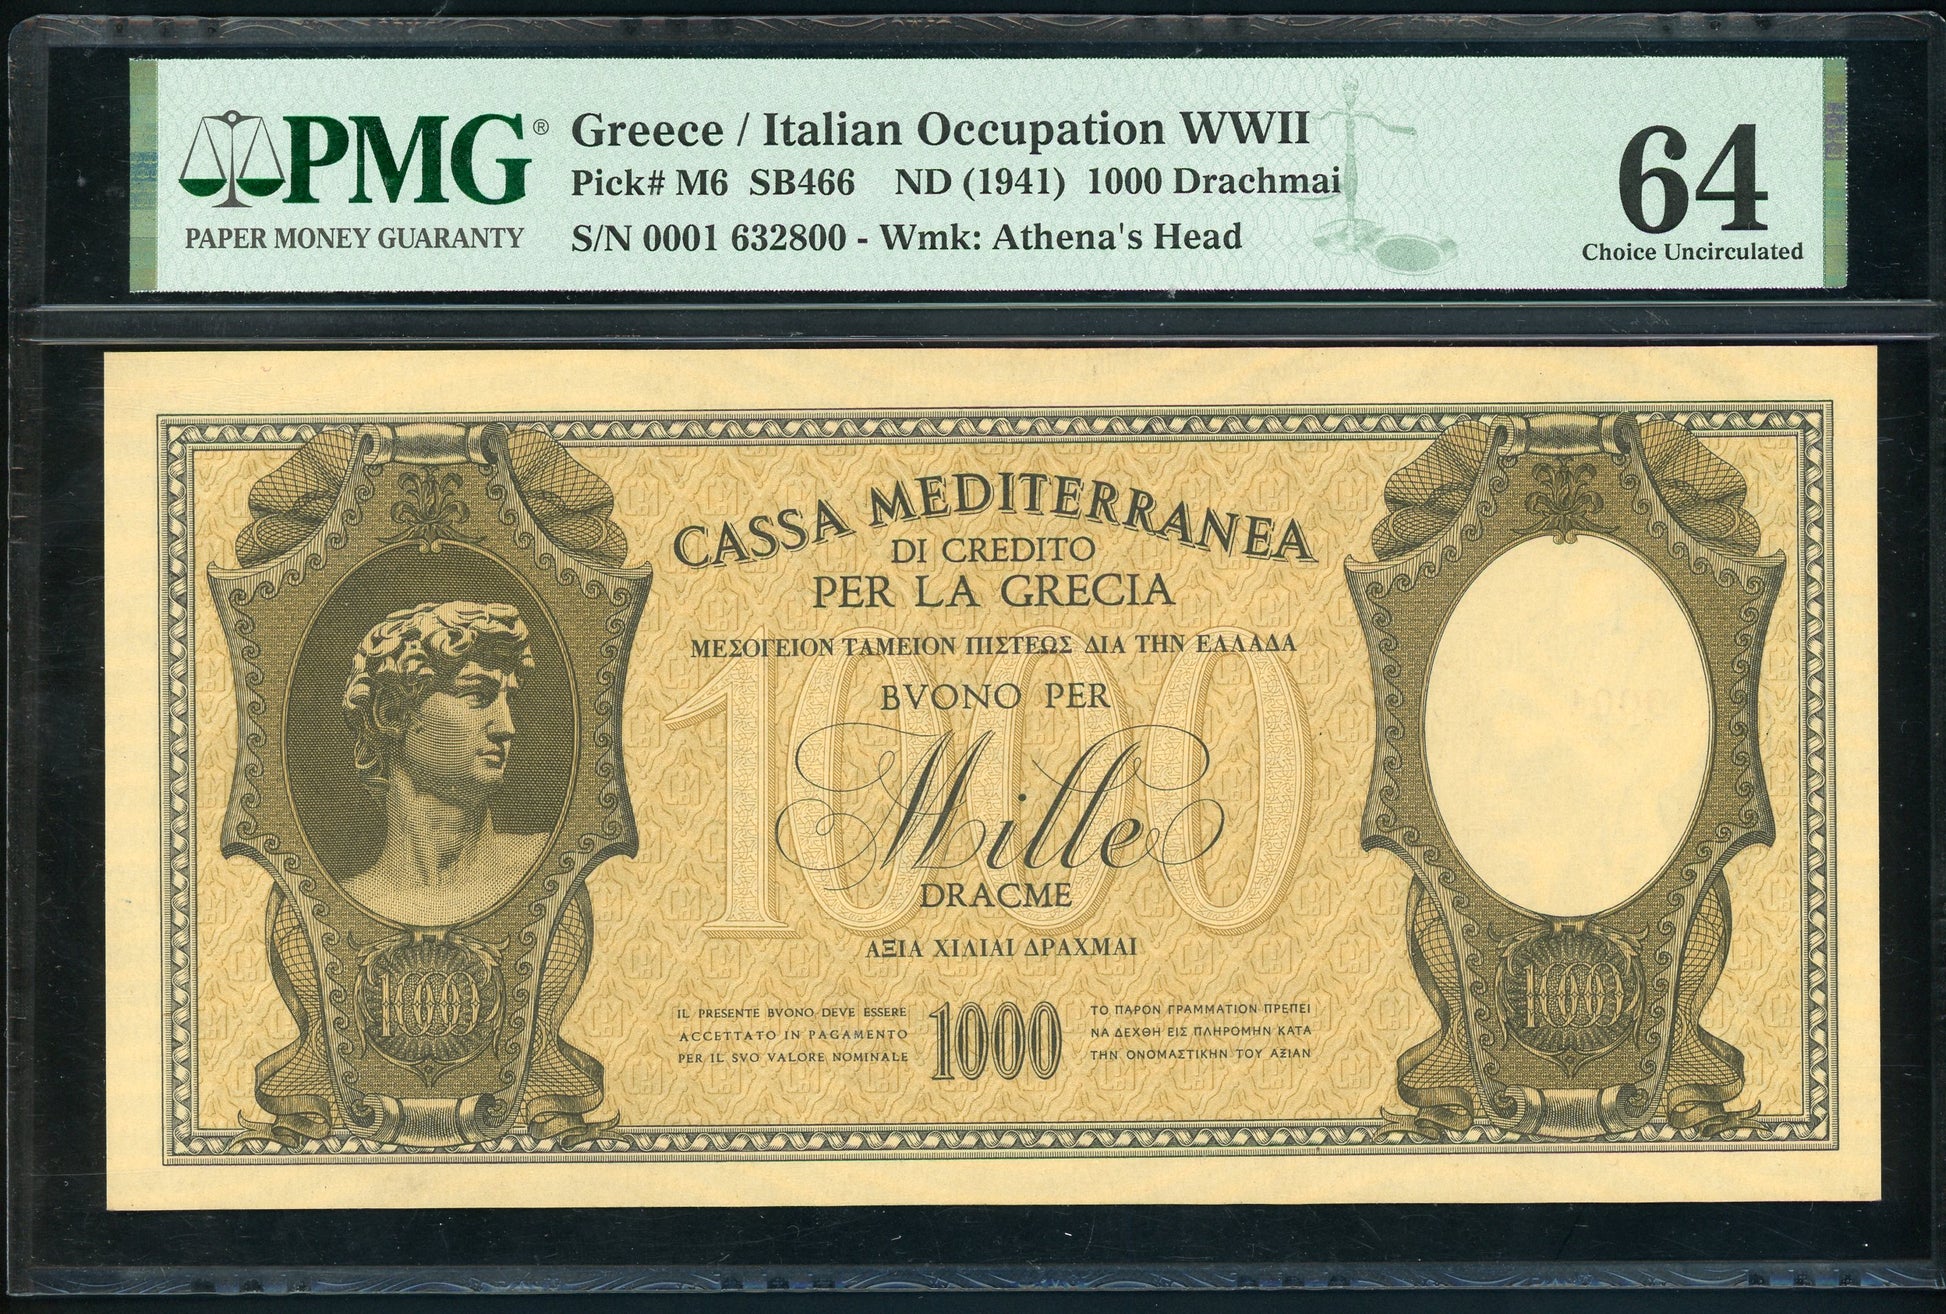 PMG®
PAPER MONEY GUARANTY
Greece / Italian Occupation WWII
Pick# M6 SB466 ND (1941) 1000 Drachmai
S/N 0001 632800 - Wmk: Athena's Head
64
Choice Uncirculated
CASSA MEDITERRANEA
DI CREDITO
PER LA GRECIA
ΜΕΣΟΓΕΙΟΝ ΤΑΜΕΙΟΝ ΠΙΣΤΕΩΣ ΔΙΑ ΤΗΝ ΕΛΛΑΔΑ
BVONO PER
1000
Mille
DRACME
ΑΞΙΑ ΧΙΛΙΑΙ ΔΡΑΧΜΑΙ
1000
IL PRESENTE BVONO DEVE ESSERE
ACCETTATO IN PAGAMENTO
PER IL SVO VALORE NOMINALE
1000
ΤΟ ΠΑΡΟΝ ΓΡΑΜΜΑΤΙΟΝ ΠΡΕΠΕΙ
ΝΑ ΔΕΧΘΗ ΕΙΣ ΠΛΗΡΩΜΗΝ ΚΑΤΑ
ΤΗΝ ΟΝΟΜΑΣΤΙΚΗΝ ΤΟΥ ΑΞΙΑΝ
1000